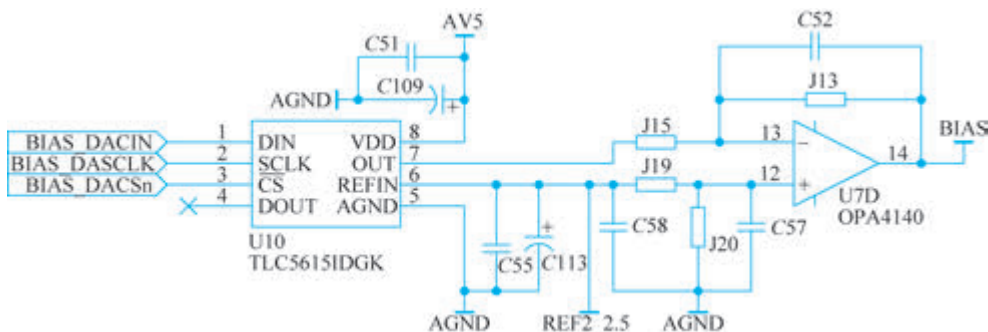 AV5
C51
C109
AGND
BIAS_DACIN
BIAS_DASCLK
BIAS_DACSn
1
2
3
4
DIN
SCLK
CS
DOUT
VDD
OUT
REFIN
AGND
8
7
6
5
U10
TLC5615IDGK
C55
C113
C58
J15
J19
J20
C57
C52
J13
13
12
14
BIAS
U7D
OPA4140
AGND
REF2_2.5
AGND